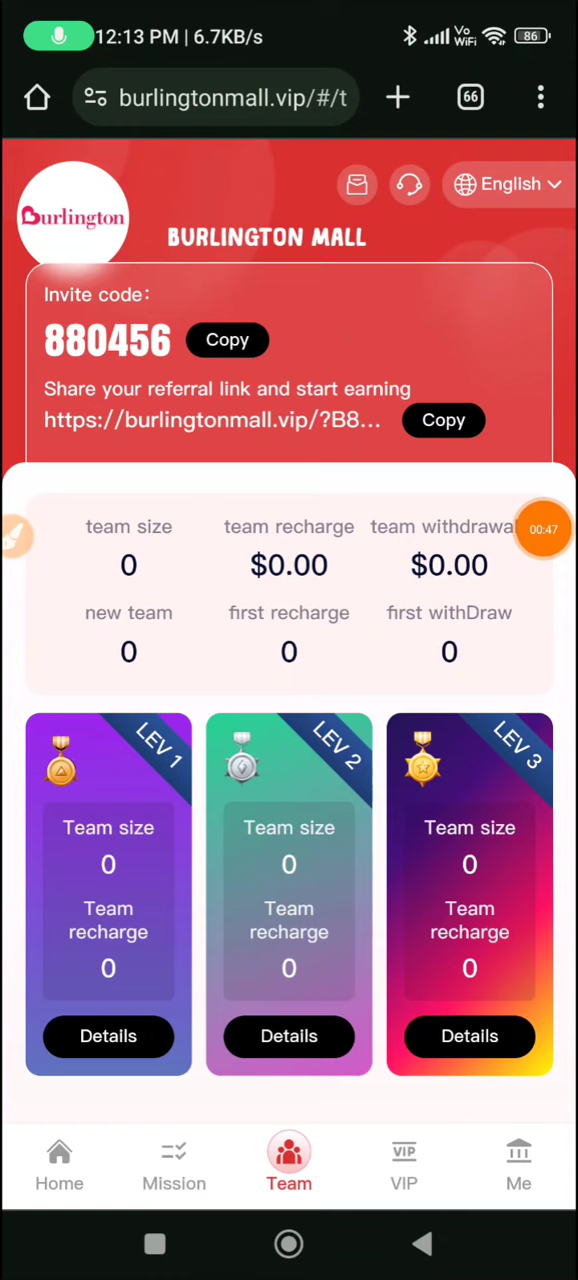 12:13 PM | 6.7KB/s
Vo WiFi
86
burlingtonmall.vip/#/t
66
Burlington
English
BURLINGTON MALL
Invite code:
880456 Copy
Share your referral link and start earning
https://burlingtonmall.vip/?B8... Copy
team size team recharge team withdrawal
00:47
0 $0.00 $0.00
new team first recharge first withDraw
0 0 0
LEV 1 LEV 2 LEV 3
Team size Team size Team size
0 0 0
Team Team Team
recharge recharge recharge
0 0 0
Details Details Details
VIP
Home Mission Team VIP Me